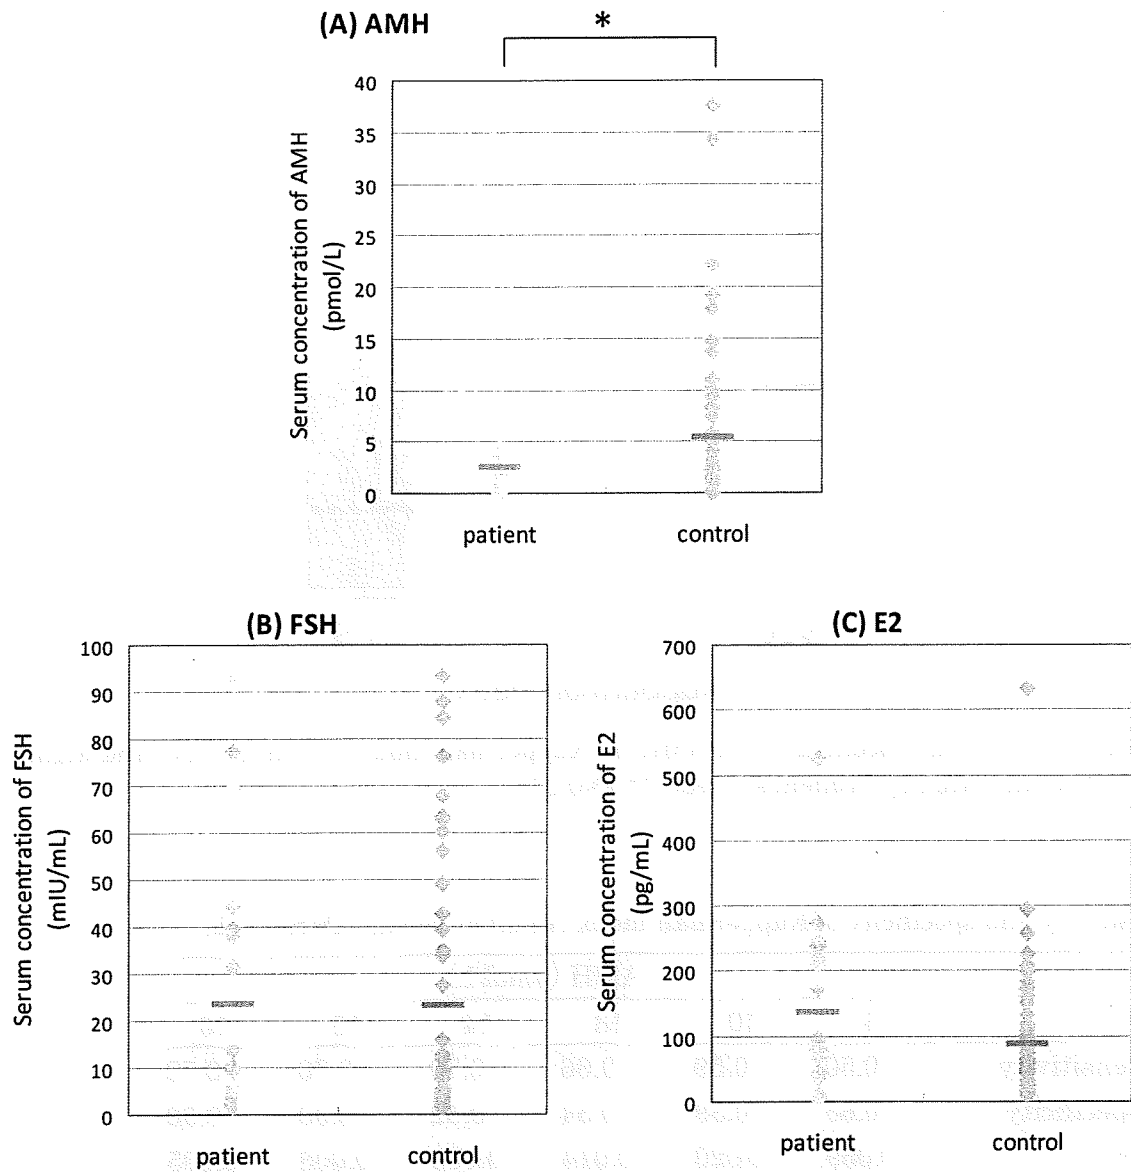 (A) AMH
*
Serum concentration of AMH
(pmol/L)
40
35
30
25
20
15
10
5
0
patient
control
(B) FSH
Serum concentration of FSH
(mIU/mL)
100
90
80
70
60
50
40
30
20
10
0
patient
control
(C) E2
Serum concentration of E2
(pg/mL)
700
600
500
400
300
200
100
0
patient
control